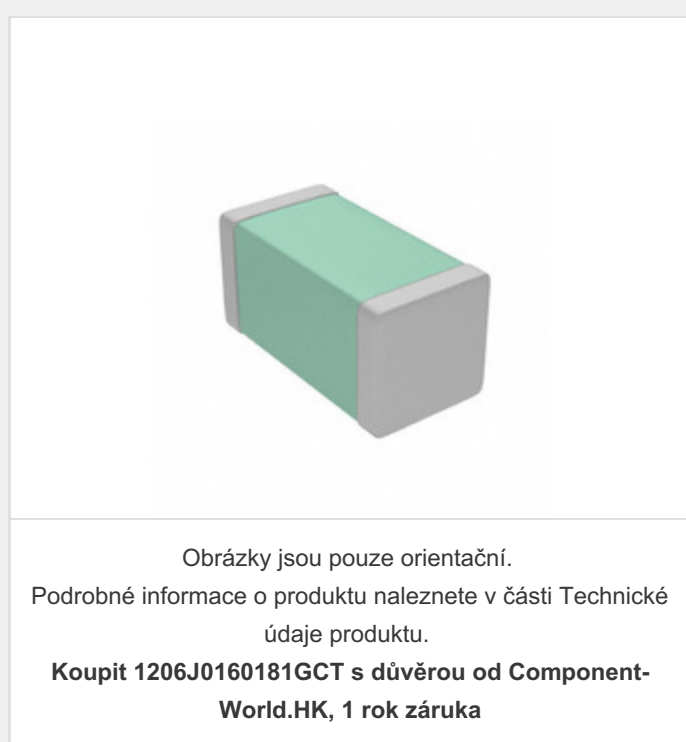 Obrázky jsou pouze orientační.
Podrobné informace o produktu naleznete v části Technické
údaje produktu.
Koupit 1206J0160181GCT s důvěrou od Component-
World.HK, 1 rok záruka